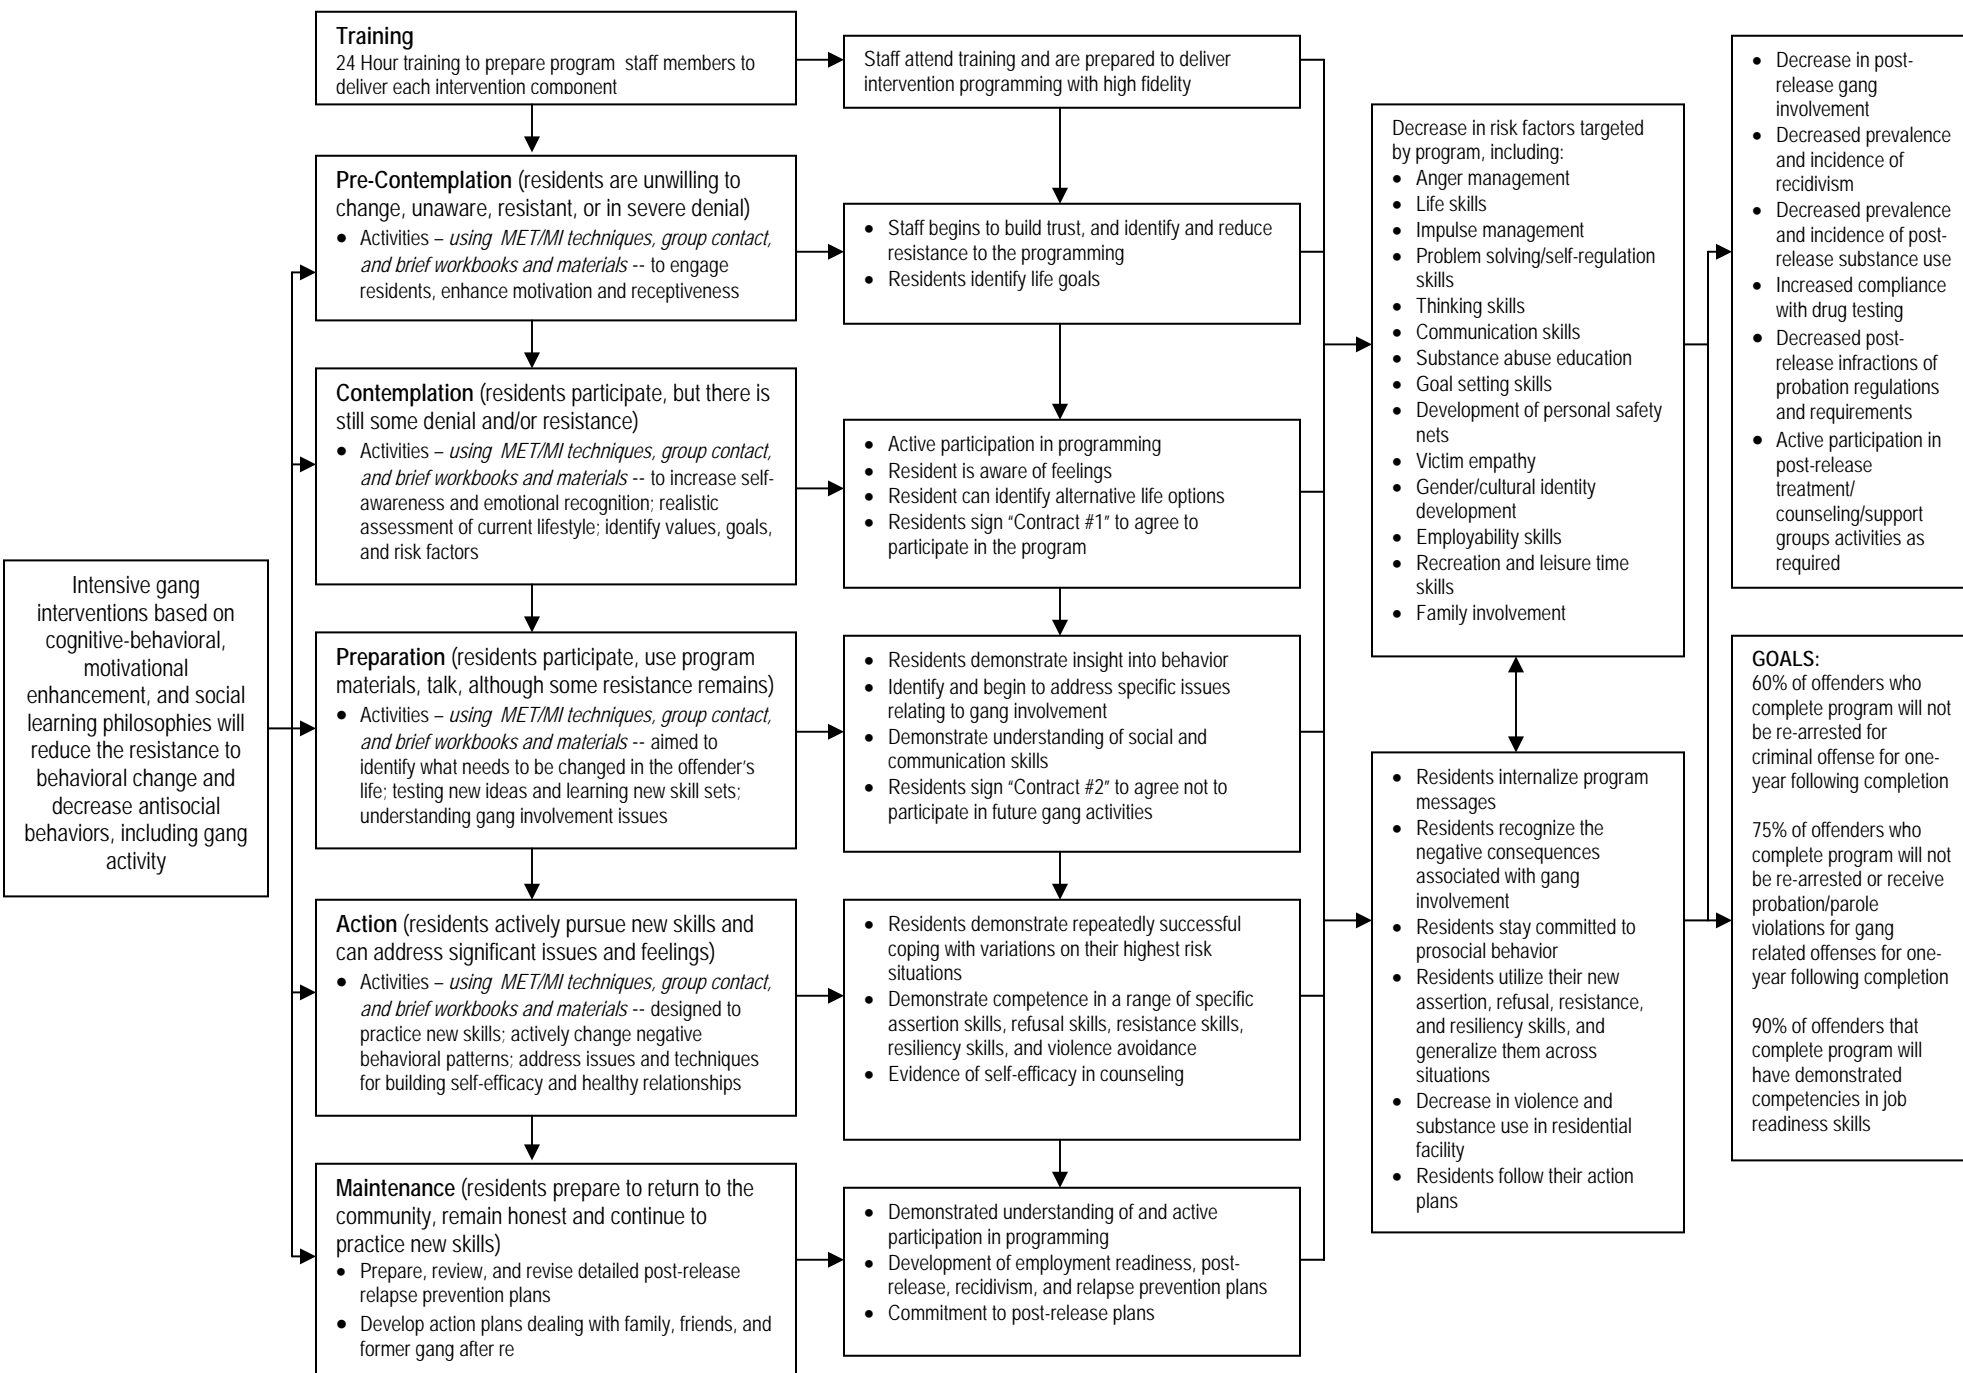 Intensive gang
interventions based on
cognitive-behavioral,
motivational
enhancement, and social
learning philosophies will
reduce the resistance to
behavioral change and
decrease antisocial
behaviors, including gang
activity
Training
24 Hour training to prepare program staff members to
deliver each intervention component
Pre-Contemplation (residents are unwilling to
change, unaware, resistant, or in severe denial)
• Activities – using MET/MI techniques, group contact,
and brief workbooks and materials -- to engage
residents, enhance motivation and receptiveness
Contemplation (residents participate, but there is
still some denial and/or resistance)
• Activities – using MET/MI techniques, group contact,
and brief workbooks and materials -- to increase self-
awareness and emotional recognition; realistic
assessment of current lifestyle; identify values, goals,
and risk factors
Preparation (residents participate, use program
materials, talk, although some resistance remains)
• Activities – using MET/MI techniques, group contact,
and brief workbooks and materials -- aimed to
identify what needs to be changed in the offender's
life; testing new ideas and learning new skill sets;
understanding gang involvement issues
Action (residents actively pursue new skills and
can address significant issues and feelings)
• Activities – using MET/MI techniques, group contact,
and brief workbooks and materials -- designed to
practice new skills; actively change negative
behavioral patterns; address issues and techniques
for building self-efficacy and healthy relationships
Maintenance (residents prepare to return to the
community, remain honest and continue to
practice new skills)
• Prepare, review, and revise detailed post-release
relapse prevention plans
• Develop action plans dealing with family, friends, and
former gang after re
Staff attend training and are prepared to deliver
intervention programming with high fidelity
• Staff begins to build trust, and identify and reduce
resistance to the programming
• Residents identify life goals
• Active participation in programming
• Resident is aware of feelings
• Resident can identify alternative life options
• Residents sign “Contract #1” to agree to
participate in the program
• Residents demonstrate insight into behavior
• Identify and begin to address specific issues
relating to gang involvement
• Demonstrate understanding of social and
communication skills
• Residents sign “Contract #2” to agree not to
participate in future gang activities
• Residents demonstrate repeatedly successful
coping with variations on their highest risk
situations
• Demonstrate competence in a range of specific
assertion skills, refusal skills, resistance skills,
resiliency skills, and violence avoidance
• Evidence of self-efficacy in counseling
• Demonstrated understanding of and active
participation in programming
• Development of employment readiness, post-
release, recidivism, and relapse prevention plans
• Commitment to post-release plans
Decrease in risk factors targeted
by program, including:
• Anger management
• Life skills
• Impulse management
• Problem solving/self-regulation
skills
• Thinking skills
• Communication skills
• Substance abuse education
• Goal setting skills
• Development of personal safety
nets
• Victim empathy
• Gender/cultural identity
development
• Employability skills
• Recreation and leisure time
skills
• Family involvement
• Residents internalize program
messages
• Residents recognize the
negative consequences
associated with gang
involvement
• Residents stay committed to
prosocial behavior
• Residents utilize their new
assertion, refusal, resistance,
and resiliency skills, and
generalize them across
situations
• Decrease in violence and
substance use in residential
facility
• Residents follow their action
plans
• Decrease in post-
release gang
involvement
• Decreased prevalence
and incidence of
recidivism
• Decreased prevalence
and incidence of post-
release substance use
• Increased compliance
with drug testing
• Decreased post-
release infractions of
probation regulations
and requirements
• Active participation in
post-release
treatment/
counseling/support
groups activities as
required
GOALS:
60% of offenders who
complete program will not
be re-arrested for
criminal offense for one-
year following completion
75% of offenders who
complete program will not
be re-arrested or receive
probation/parole
violations for gang
related offenses for one-
year following completion
90% of offenders that
complete program will
have demonstrated
competencies in job
readiness skills